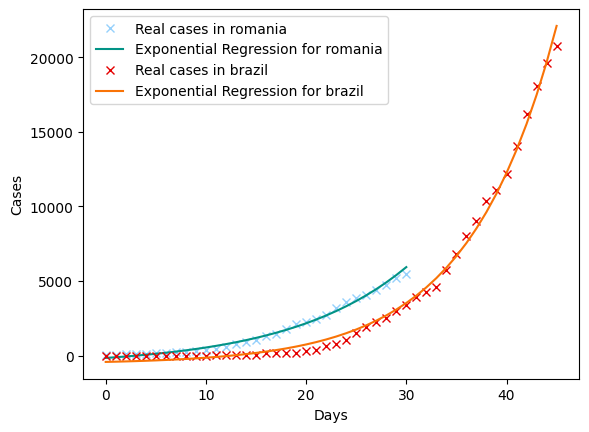 Real cases in romania
Exponential Regression for romania
Real cases in brazil
Exponential Regression for brazil
20000
15000
10000
5000
0
Cases
0 10 20 30 40
Days